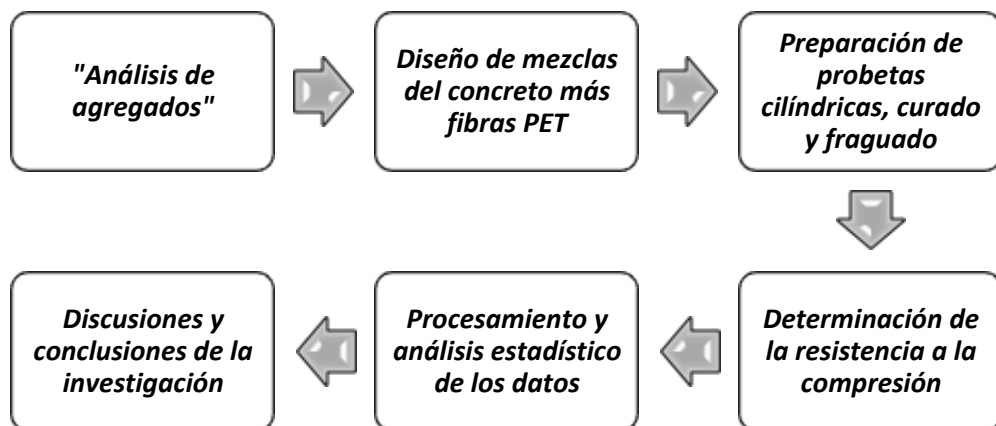 "Análisis de
agregados"
Diseño de mezclas
del concreto más
fibras PET
Preparación de
probetas
cilíndricas, curado
y fraguado
Determinación de
la resistencia a la
compresión
Procesamiento y
análisis estadístico
de los datos
Discusiones y
conclusiones de la
investigación